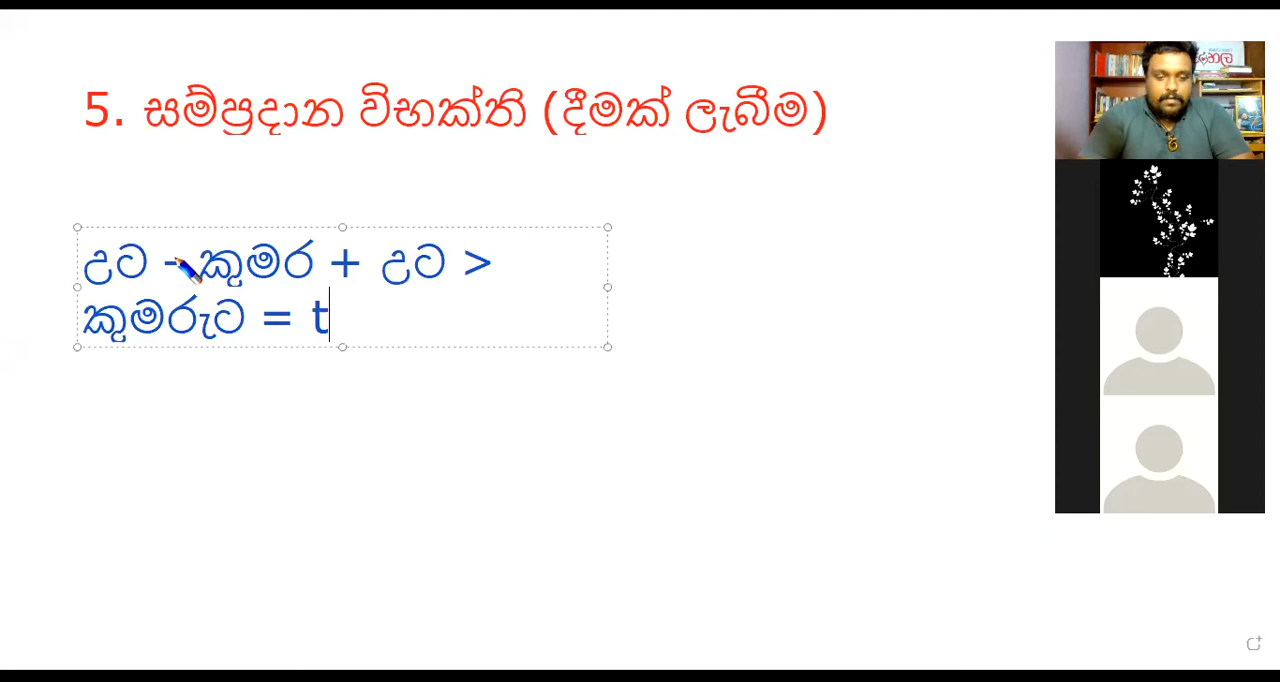 5. සම්ප්‍රදාන විභක්ති (දීමක් ලැබීම)
උට - කුමර + උට >
කුමරුට = t